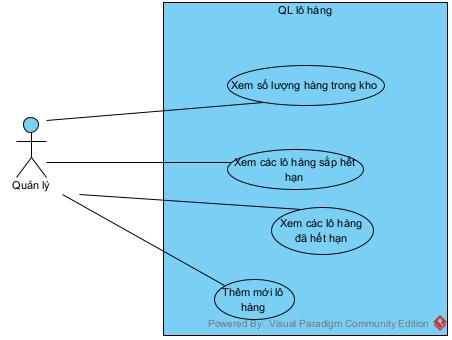 QL lô hàng
Xem số lượng hàng trong kho
Xem các lô hàng sắp hết
hạn
Quản lý
Xem các lô hàng
đã hết hạn
Thêm mới lô
hàng
Powered By: Visual Paradigm Community Edition